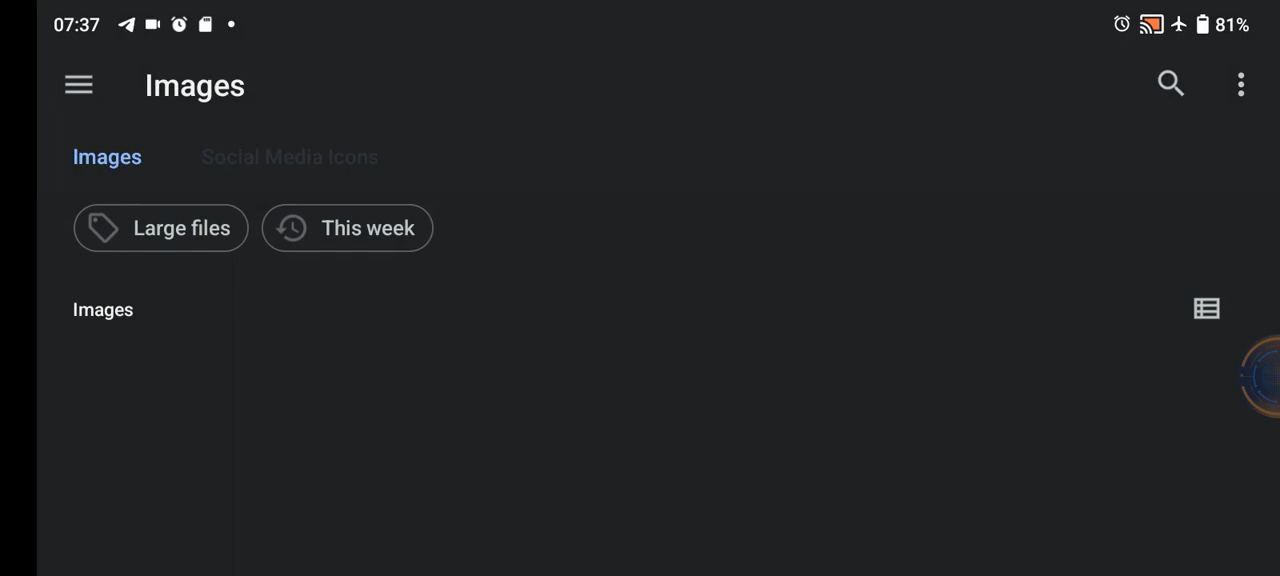 07:37 81%
Images
Images Social Media Icons
Large files This week
Images